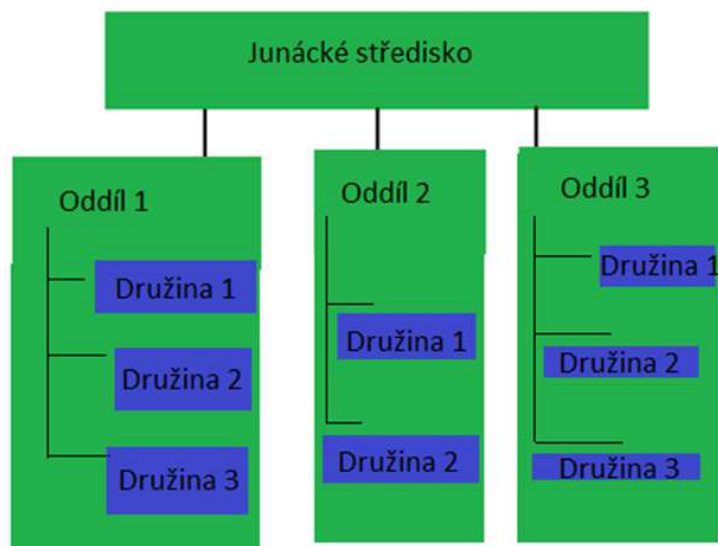 Junácké středisko
Oddíl 1
Družina 1
Družina 2
Družina 3
Oddíl 2
Družina 1
Družina 2
Oddíl 3
Družina 1
Družina 2
Družina 3